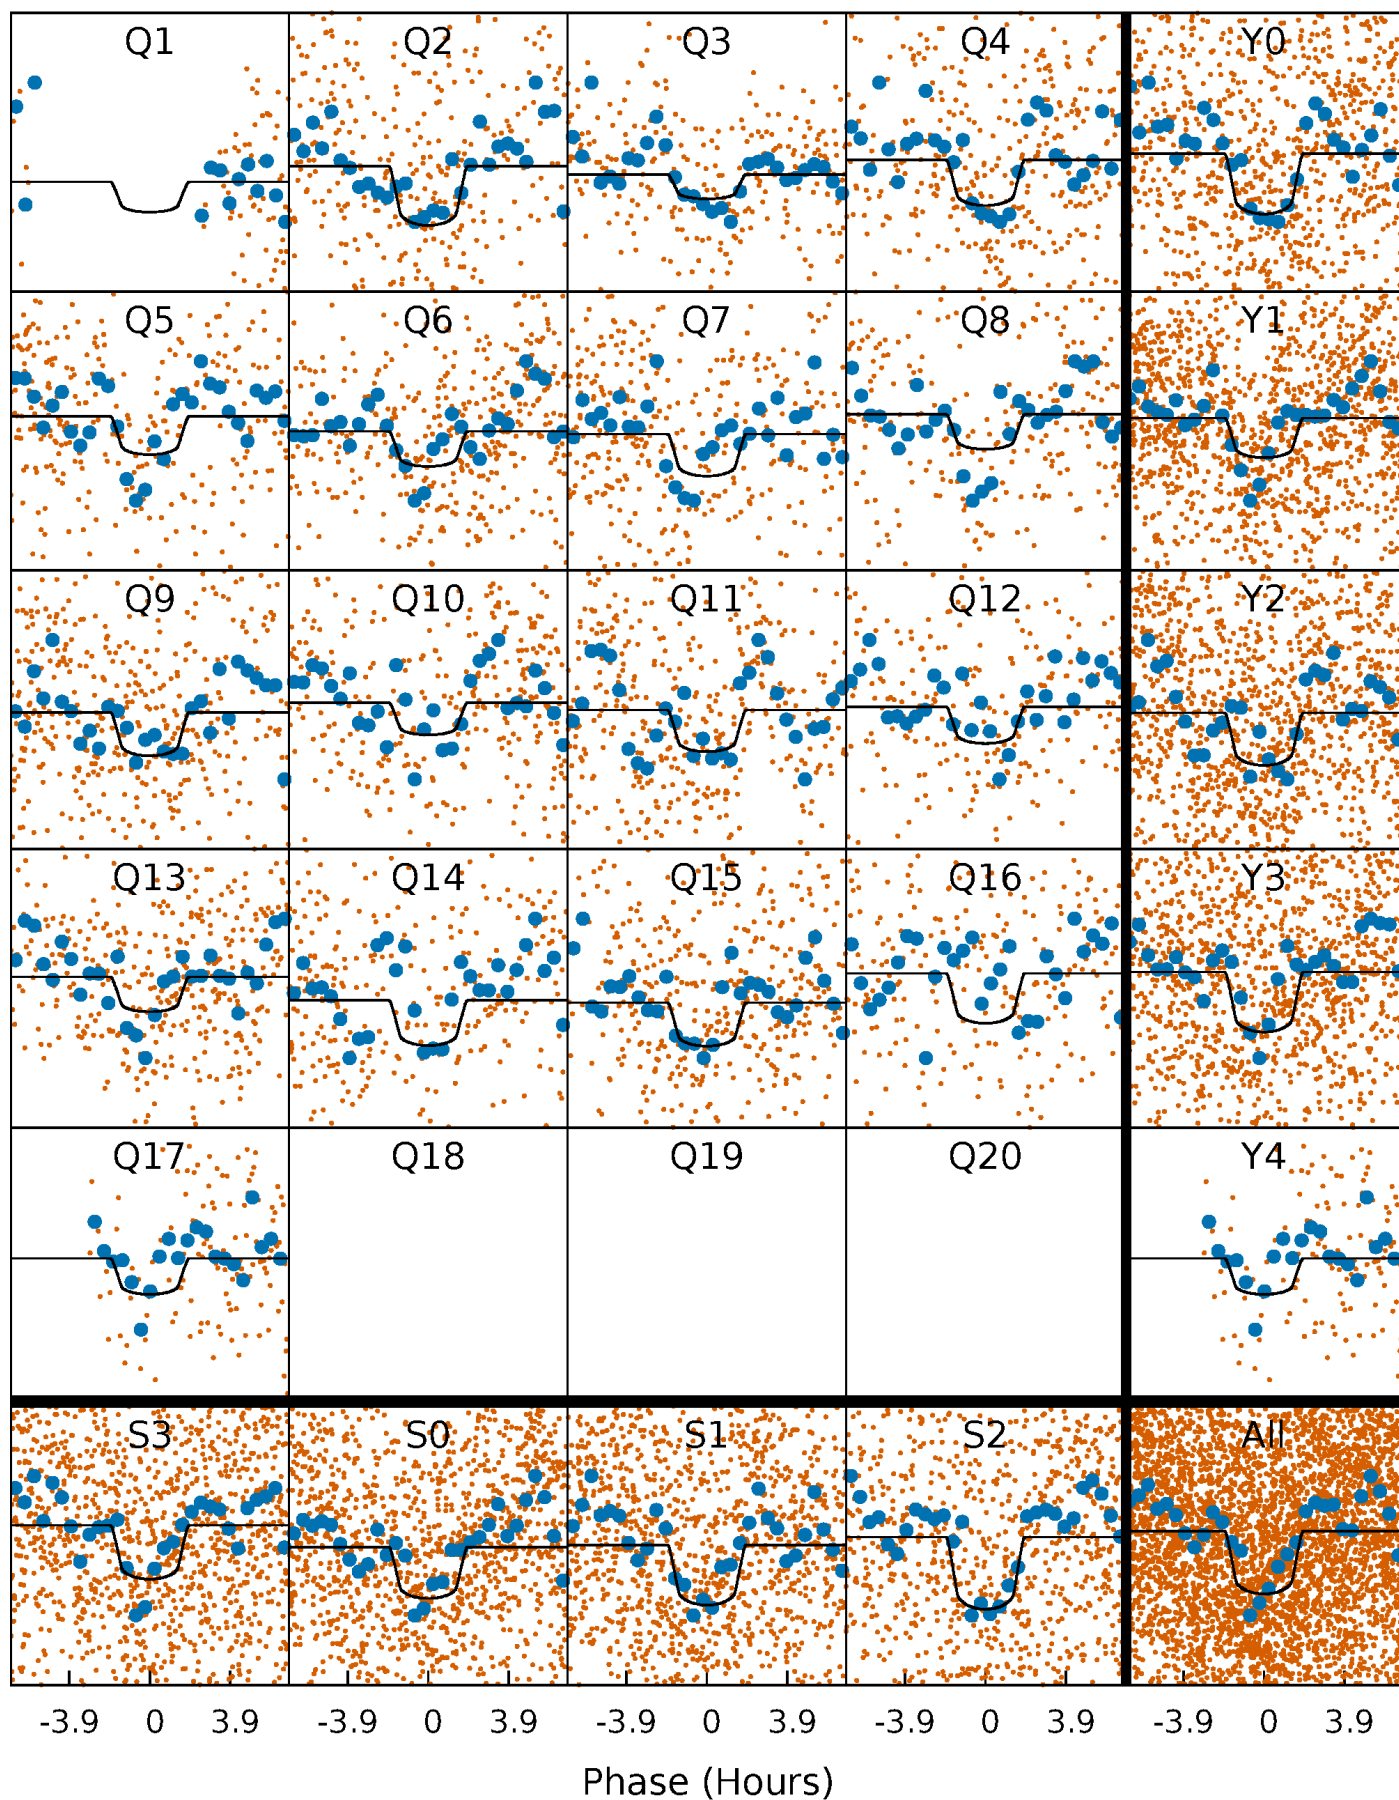 Q1 Q2 Q3 Q4 Y0
Q5 Q6 Q7 Q8 Y1
Q9 Q10 Q11 Q12 Y2
Q13 Q14 Q15 Q16 Y3
Q17 Q18 Q19 Q20 Y4
S3 S0 S1 S2 All
-3.9 0 3.9 -3.9 0 3.9 -3.9 0 3.9 -3.9 0 3.9 -3.9 0 3.9
Phase (Hours)